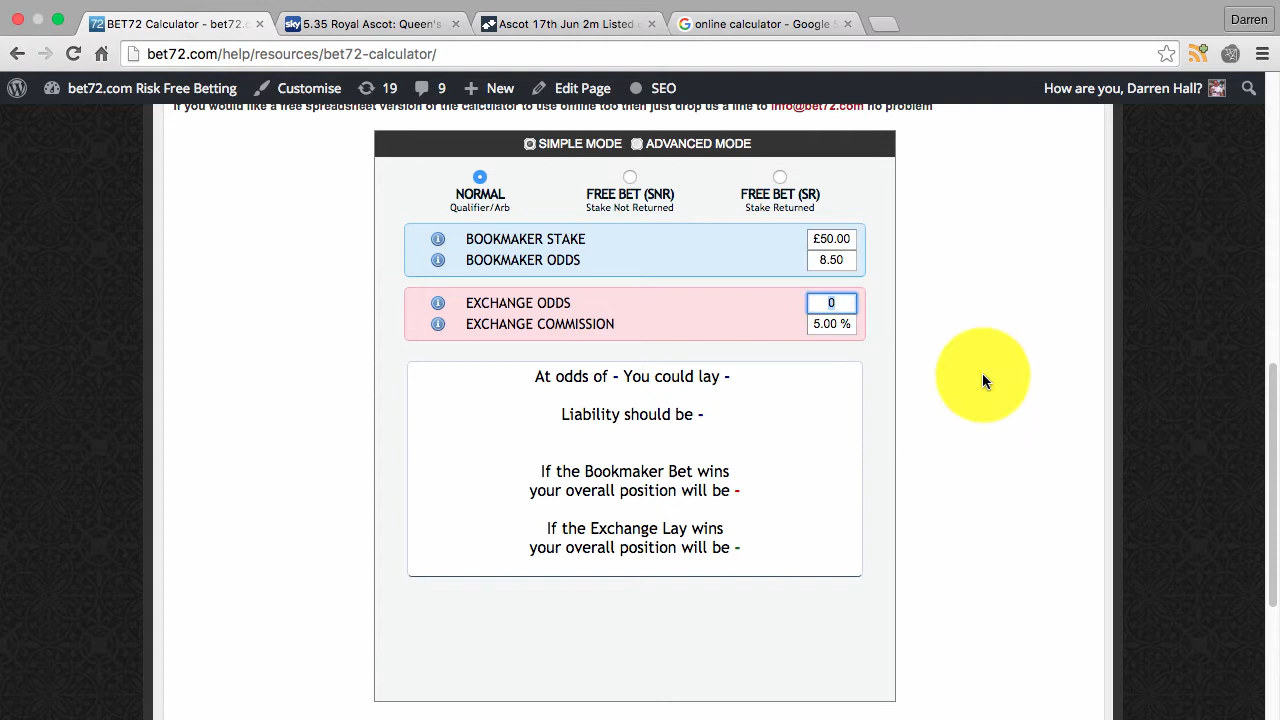 BET72 Calculator - bet72.c
5.35 Royal Ascot: Queen's
Ascot 17th Jun 2m Listed
online calculator - Google
Darren
bet72.com/help/resources/bet72-calculator/
bet72.com Risk Free Betting Customise 19 9 New Edit Page SEO How are you, Darren Hall?
If you would like a free spreadsheet version of the calculator to use offline too then just drop us a line to info@bet72.com no problem
SIMPLE MODE ADVANCED MODE
NORMAL FREE BET (SNR) FREE BET (SR)
Qualifier/Arb Stake Not Returned Stake Returned
BOOKMAKER STAKE £50.00
BOOKMAKER ODDS 8.50
EXCHANGE ODDS 0
EXCHANGE COMMISSION 5.00 %
At odds of - You could lay -
Liability should be -
If the Bookmaker Bet wins
your overall position will be -
If the Exchange Lay wins
your overall position will be -